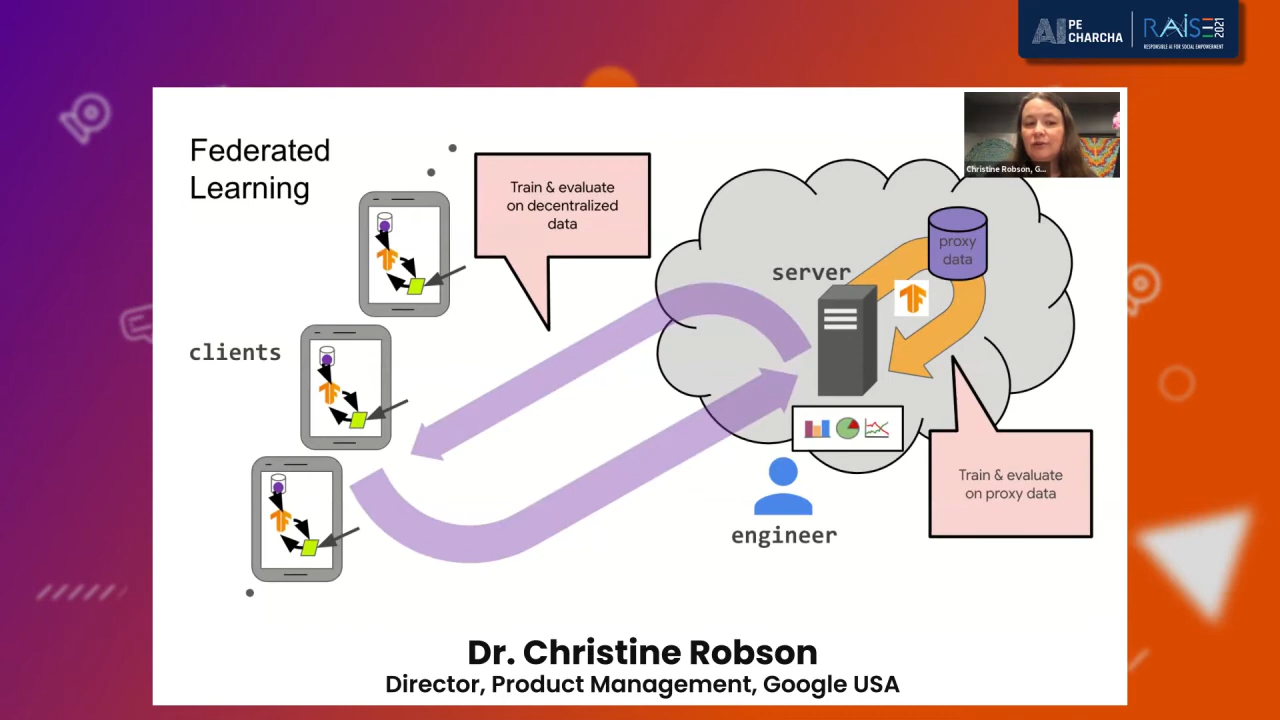 AI PE
CHARCHA
RAISE 2021
RESPONSIBLE AI FOR SOCIAL EMPOWERMENT
Christine Robson, G...
Federated
Learning
Train & evaluate
on decentralized
data
proxy
data
server
clients
Train & evaluate
on proxy data
engineer
Dr. Christine Robson
Director, Product Management, Google USA